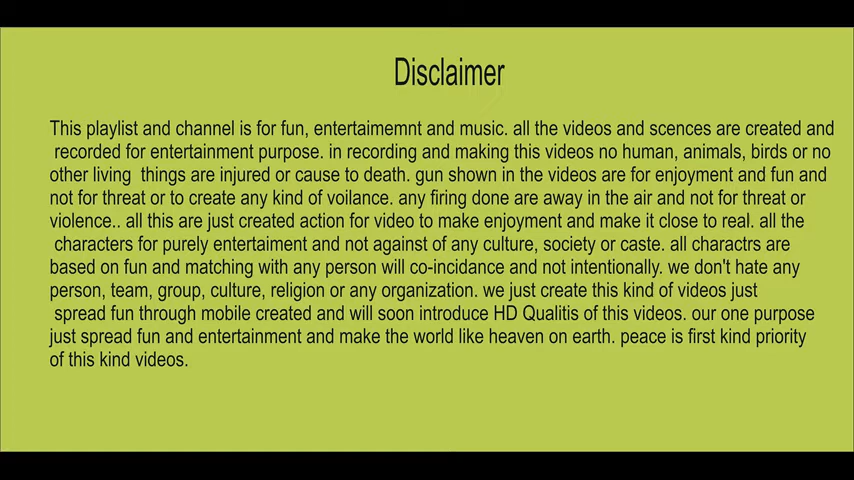 Disclaimer
This playlist and channel is for fun, entertaimemnt and music. all the videos and scences are created and
recorded for entertainment purpose. in recording and making this videos no human, animals, birds or no
other living things are injured or cause to death. gun shown in the videos are for enjoyment and fun and
not for threat or to create any kind of voilance. any firing done are away in the air and not for threat or
violence.. all this are just created action for video to make enjoyment and make it close to real. all the
characters for purely entertaiment and not against of any culture, society or caste. all charactrs are
based on fun and matching with any person will co-incidance and not intentionally. we don't hate any
person, team, group, culture, religion or any organization. we just create this kind of videos just
spread fun through mobile created and will soon introduce HD Qualitis of this videos. our one purpose
just spread fun and entertainment and make the world like heaven on earth. peace is first kind priority
of this kind videos.